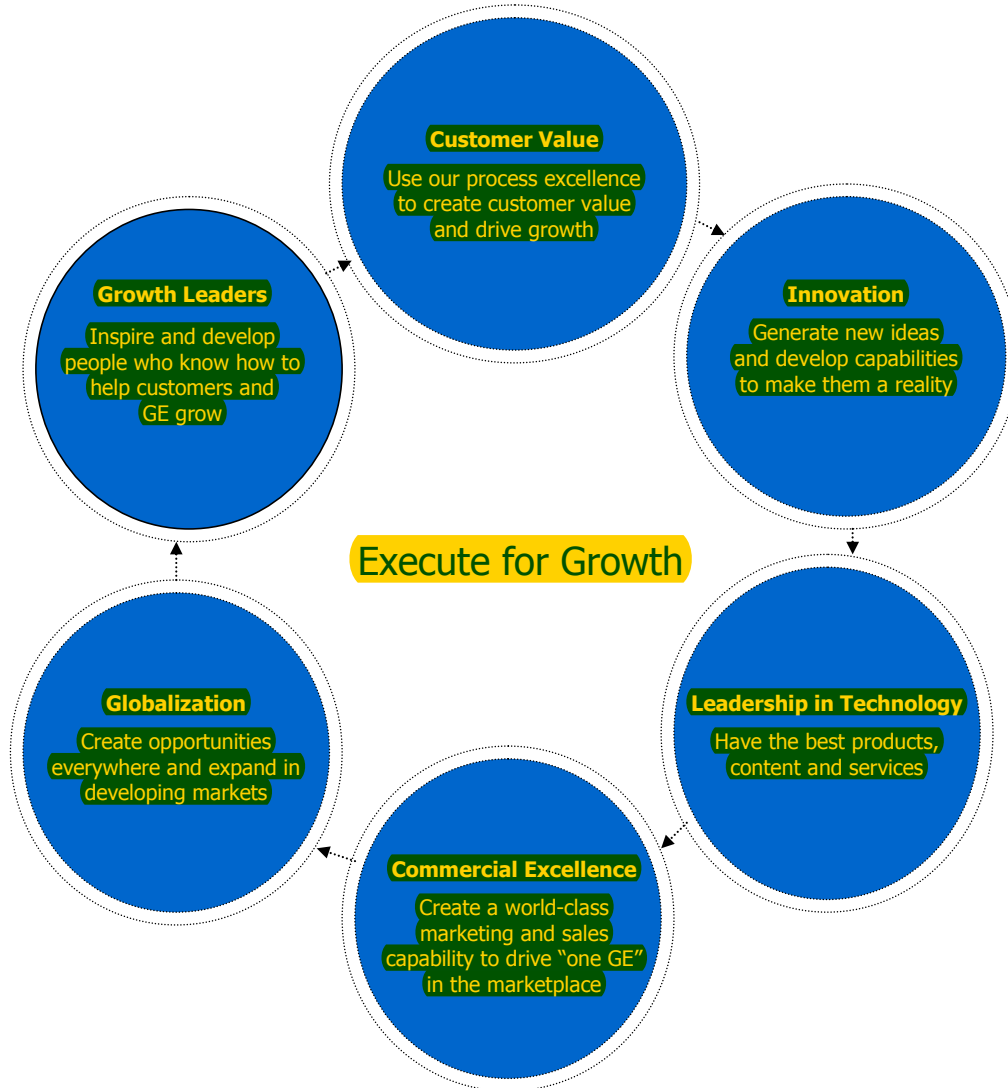 Customer Value
Use our process excellence
to create customer value
and drive growth
Innovation
Generate new ideas
and develop capabilities
to make them a reality
Leadership in Technology
Have the best products,
content and services
Commercial Excellence
Create a world-class
marketing and sales
capability to drive “one GE”
in the marketplace
Globalization
Create opportunities
everywhere and expand in
developing markets
Growth Leaders
Inspire and develop
people who know how to
help customers and
GE grow
Execute for Growth